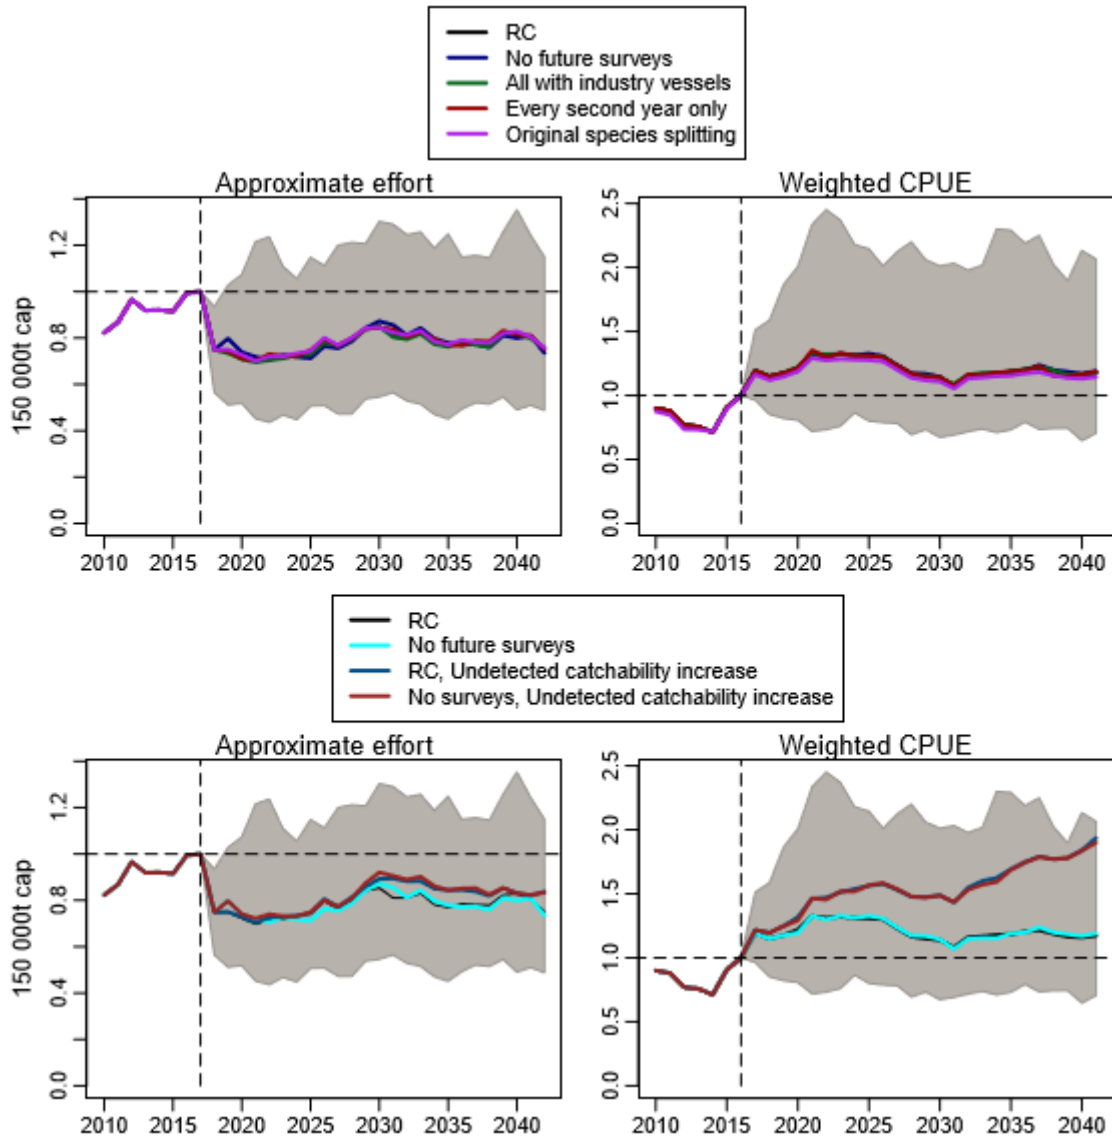 RC
No future surveys
All with industry vessels
Every second year only
Original species splitting
Approximate effort
Weighted CPUE
150 000t cap
0.0 0.4 0.8 1.2
0.0 0.5 1.0 1.5 2.0 2.5
2010 2015 2020 2025 2030 2035 2040
2010 2015 2020 2025 2030 2035 2040
RC
No future surveys
RC, Undetected catchability increase
No surveys, Undetected catchability increase
Approximate effort
Weighted CPUE
150 000t cap
0.0 0.4 0.8 1.2
0.0 0.5 1.0 1.5 2.0 2.5
2010 2015 2020 2025 2030 2035 2040
2010 2015 2020 2025 2030 2035 2040